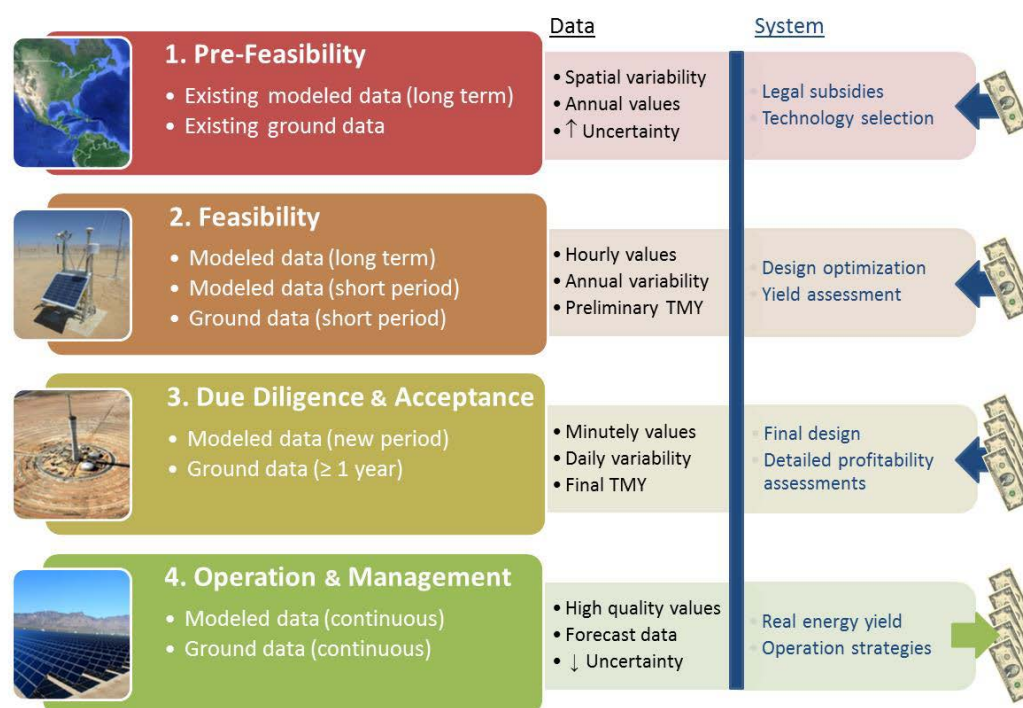 Data
System
1. Pre-Feasibility
• Existing modeled data (long term)
• Existing ground data
• Spatial variability
• Annual values
• ↑ Uncertainty
• Legal subsidies
• Technology selection
2. Feasibility
• Modeled data (long term)
• Modeled data (short period)
• Ground data (short period)
• Hourly values
• Annual variability
• Preliminary TMY
• Design optimization
• Yield assessment
3. Due Diligence & Acceptance
• Modeled data (new period)
• Ground data (≥ 1 year)
• Minutely values
• Daily variability
• Final TMY
• Final design
• Detailed profitability
assessments
4. Operation & Management
• Modeled data (continuous)
• Ground data (continuous)
• High quality values
• Forecast data
• ↓ Uncertainty
• Real energy yield
• Operation strategies